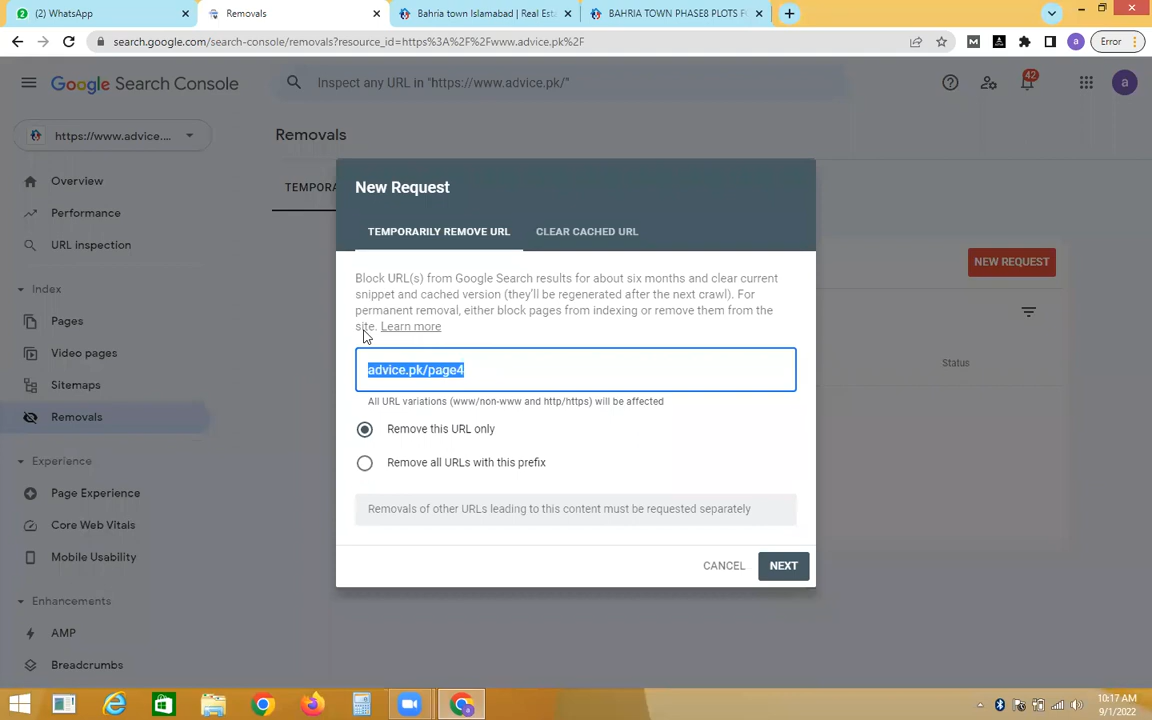 (2) WhatsApp
Removals
Bahria town Islamabad | Real Esta
BAHRIA TOWN PHASE8 PLOTS F
search.google.com/search-console/removals?resource_id=https%3A%2F%2Fwww.advice.pk%2F
Error
Google Search Console
Inspect any URL in "https://www.advice.pk/"
42
a
https://www.advice....
Removals
Overview
Performance
URL inspection
Index
Pages
Video pages
Sitemaps
Removals
Experience
Page Experience
Core Web Vitals
Mobile Usability
Enhancements
AMP
Breadcrumbs
TEMPORA
NEW REQUEST
Status
New Request
TEMPORARILY REMOVE URL
CLEAR CACHED URL
Block URL(s) from Google Search results for about six months and clear current
snippet and cached version (they'll be regenerated after the next crawl). For
permanent removal, either block pages from indexing or remove them from the
site. Learn more
advice.pk/page4
All URL variations (www/non-www and http/https) will be affected
Remove this URL only
Remove all URLs with this prefix
Removals of other URLs leading to this content must be requested separately
CANCEL
NEXT
10:17 AM
9/1/2022